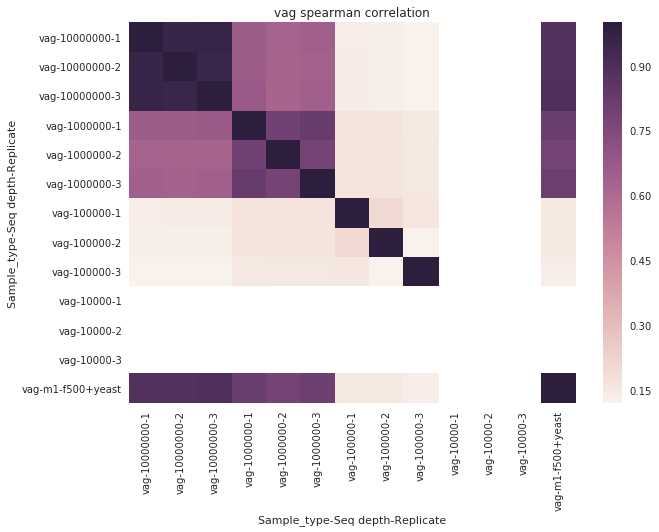 vag spearman correlation
vag-10000000-1
vag-10000000-2
vag-10000000-3
vag-1000000-1
vag-1000000-2
vag-1000000-3
vag-100000-1
vag-100000-2
vag-100000-3
vag-10000-1
vag-10000-2
vag-10000-3
vag-m1-f500+yeast
Sample_type-Seq depth-Replicate
vag-10000000-1
vag-10000000-2
vag-10000000-3
vag-1000000-1
vag-1000000-2
vag-1000000-3
vag-100000-1
vag-100000-2
vag-100000-3
vag-10000-1
vag-10000-2
vag-10000-3
vag-m1-f500+yeast
Sample_type-Seq depth-Replicate
0.90
0.75
0.60
0.45
0.30
0.15